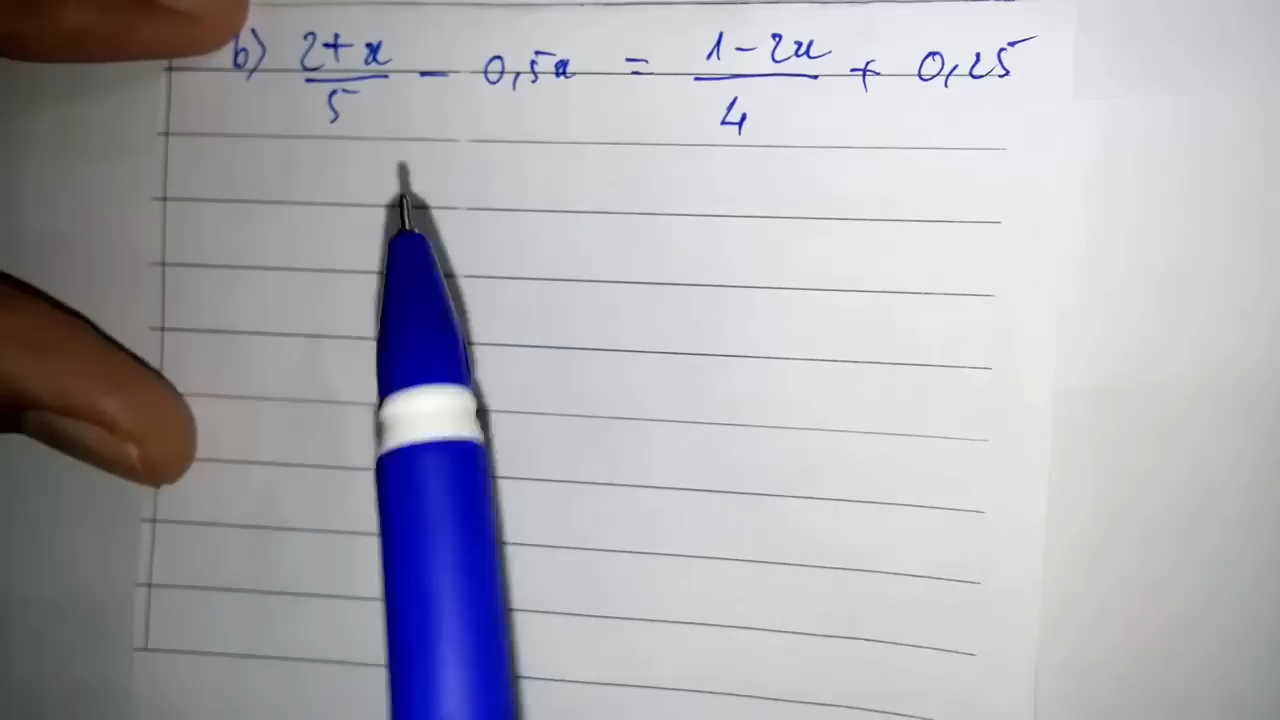 b) (2+x)/5 - 0,5x = (1-2x)/4 + 0,25